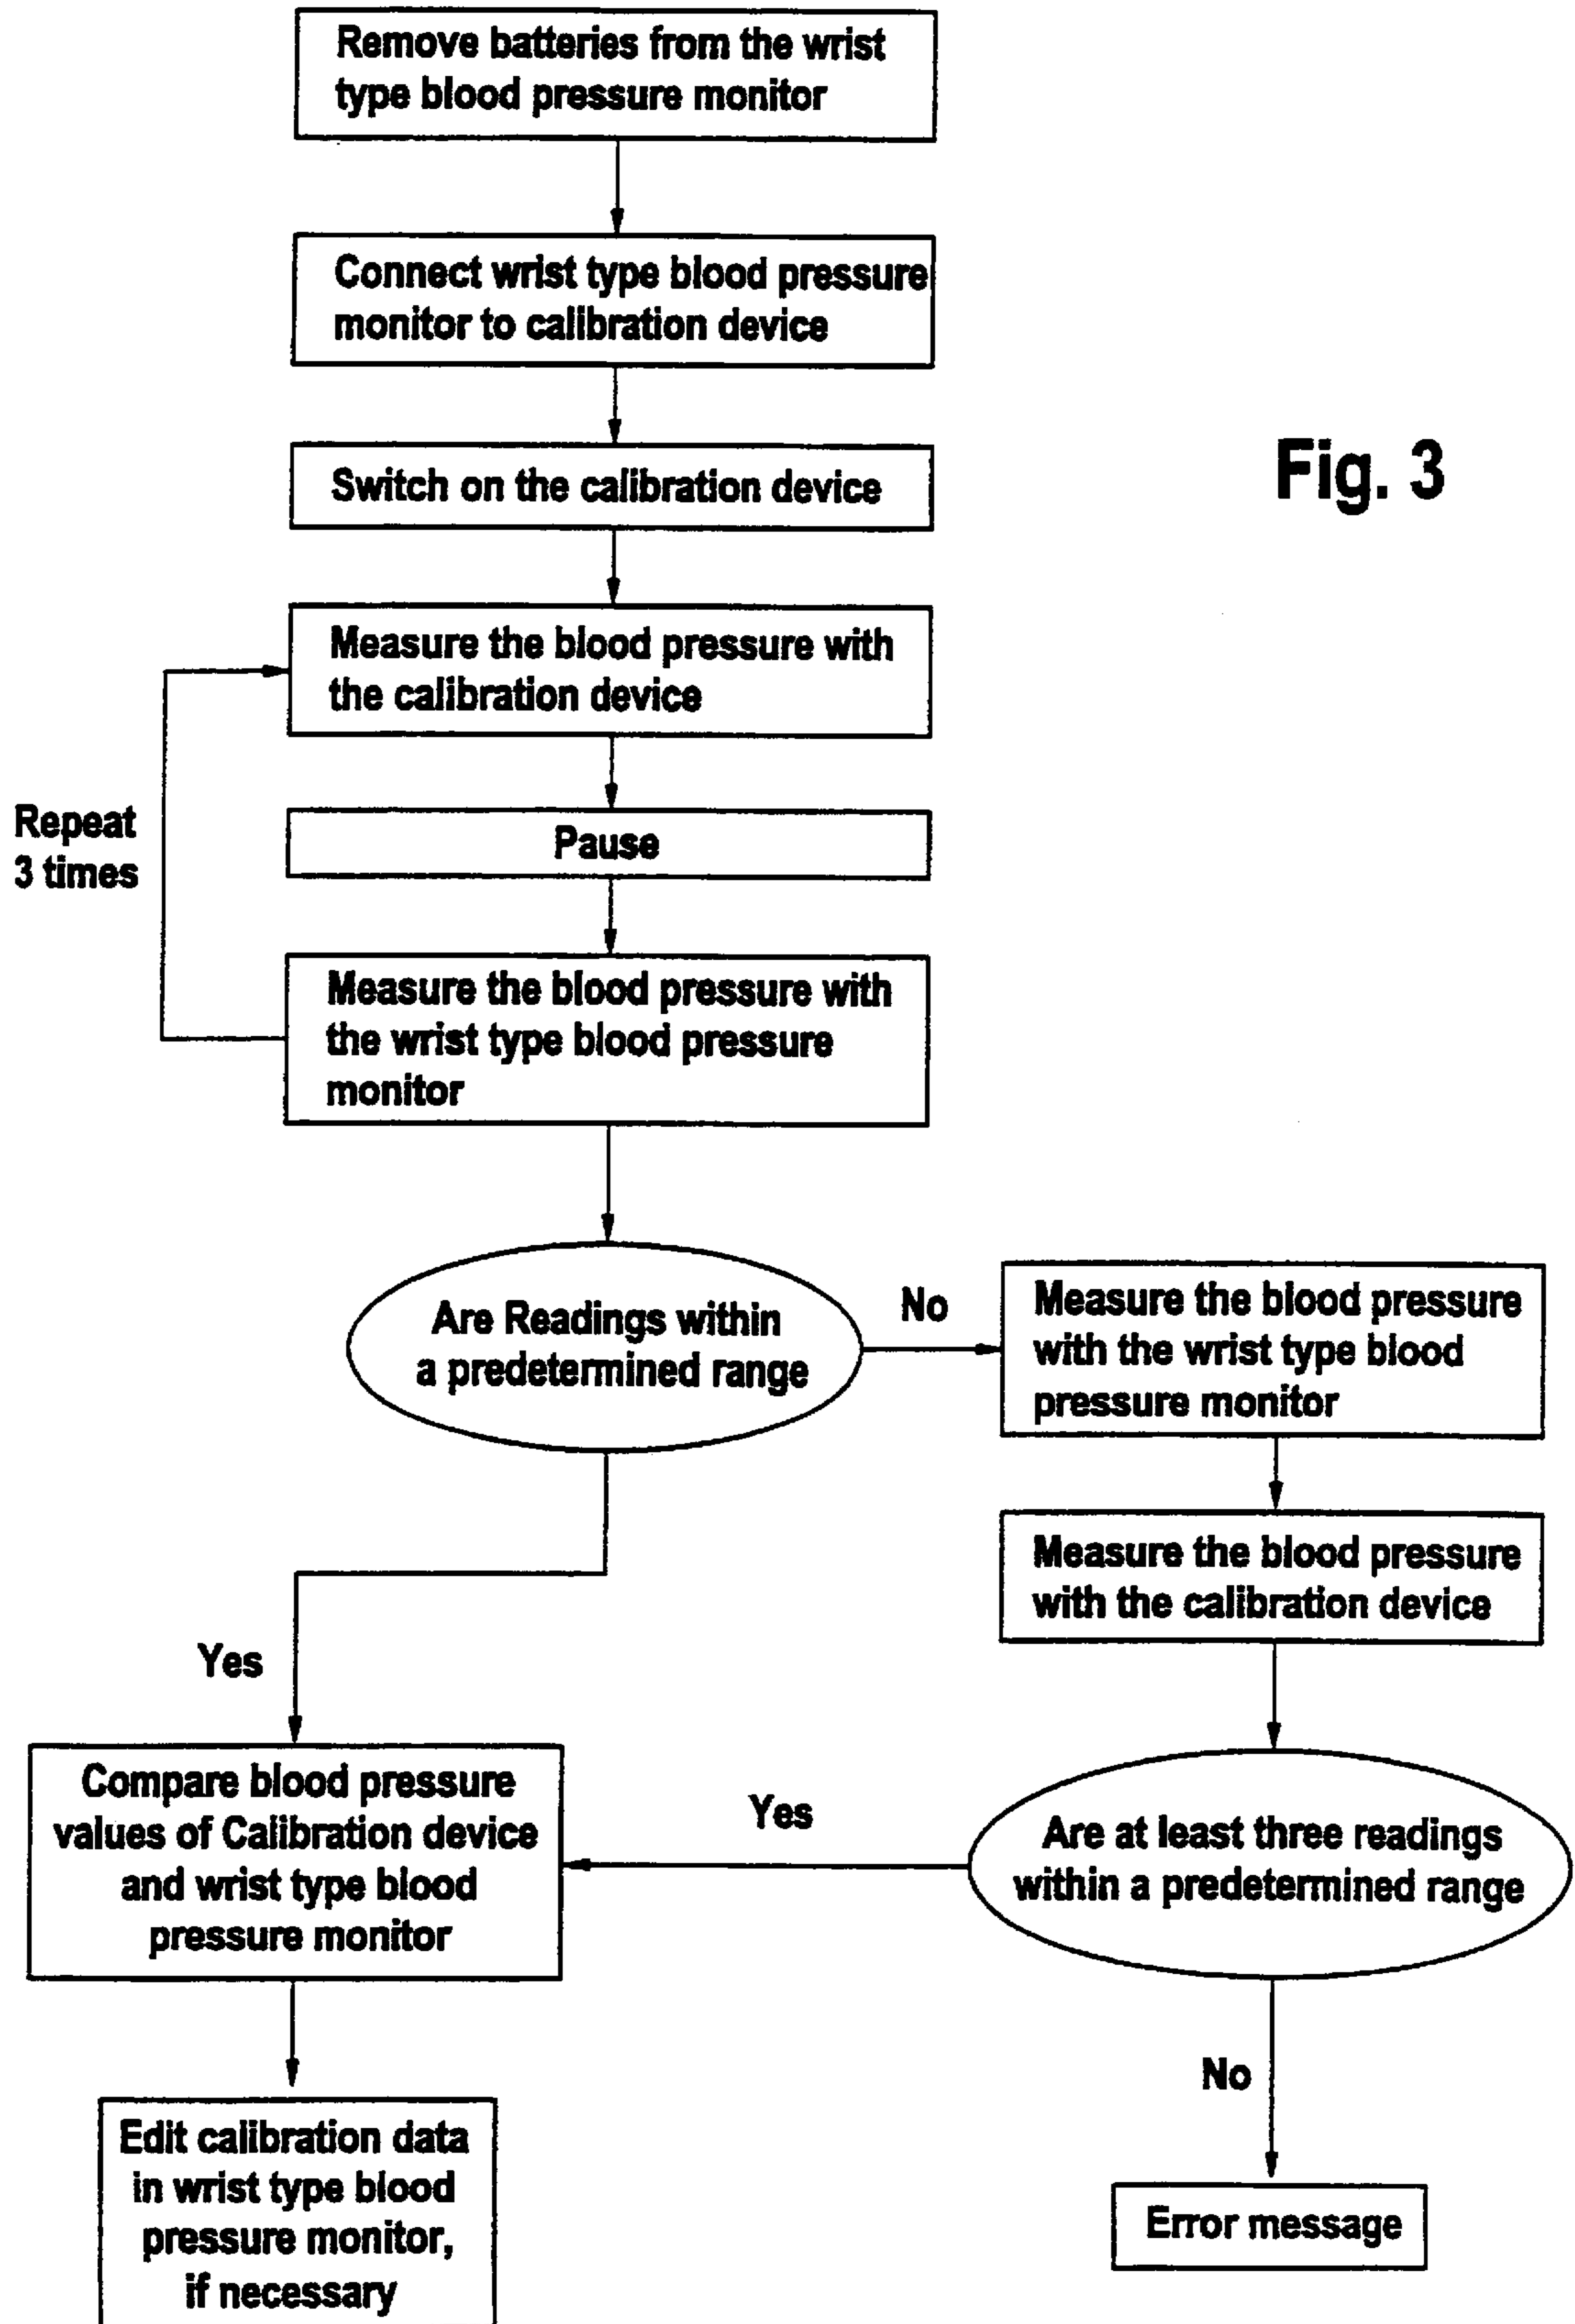 Remove batteries from the wrist
type blood pressure monitor
Connect wrist type blood pressure
monitor to calibration device
Fig. 3
Switch on the calibration device
Measure the blood pressure with
the calibration device
Repeat
3 times
Pause
Measure the blood pressure with
the wrist type blood pressure
monitor
Are Readings within
a predetermined range
No
Measure the blood pressure
with the wrist type blood
pressure monitor
Measure the blood pressure
with the calibration device
Yes
Compare blood pressure
values of Calibration device
and wrist type blood
pressure monitor
Yes
Are at least three readings
within a predetermined range
No
Edit calibration data
in wrist type blood
pressure monitor,
if necessary
Error message